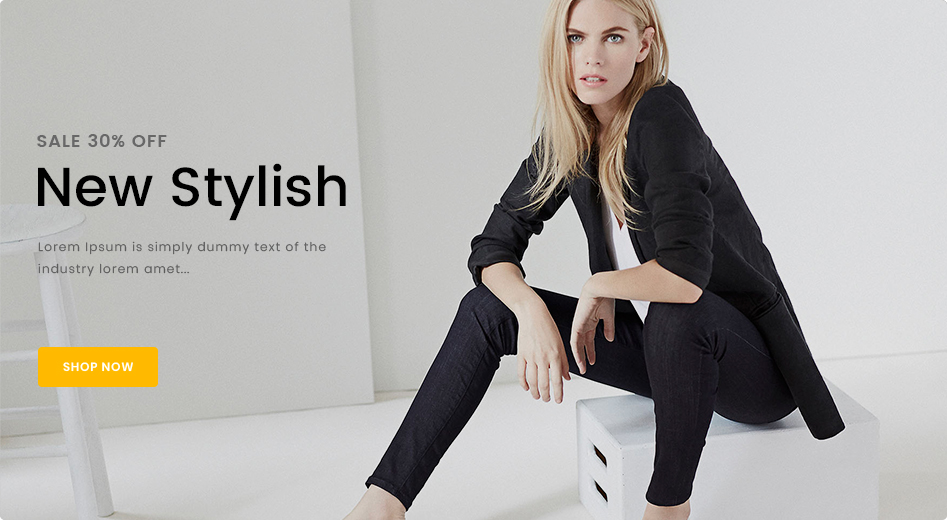 SALE 30% OFF
New Stylish
Lorem Ipsum is simply dummy text of the
industry lorem amet...
SHOP NOW